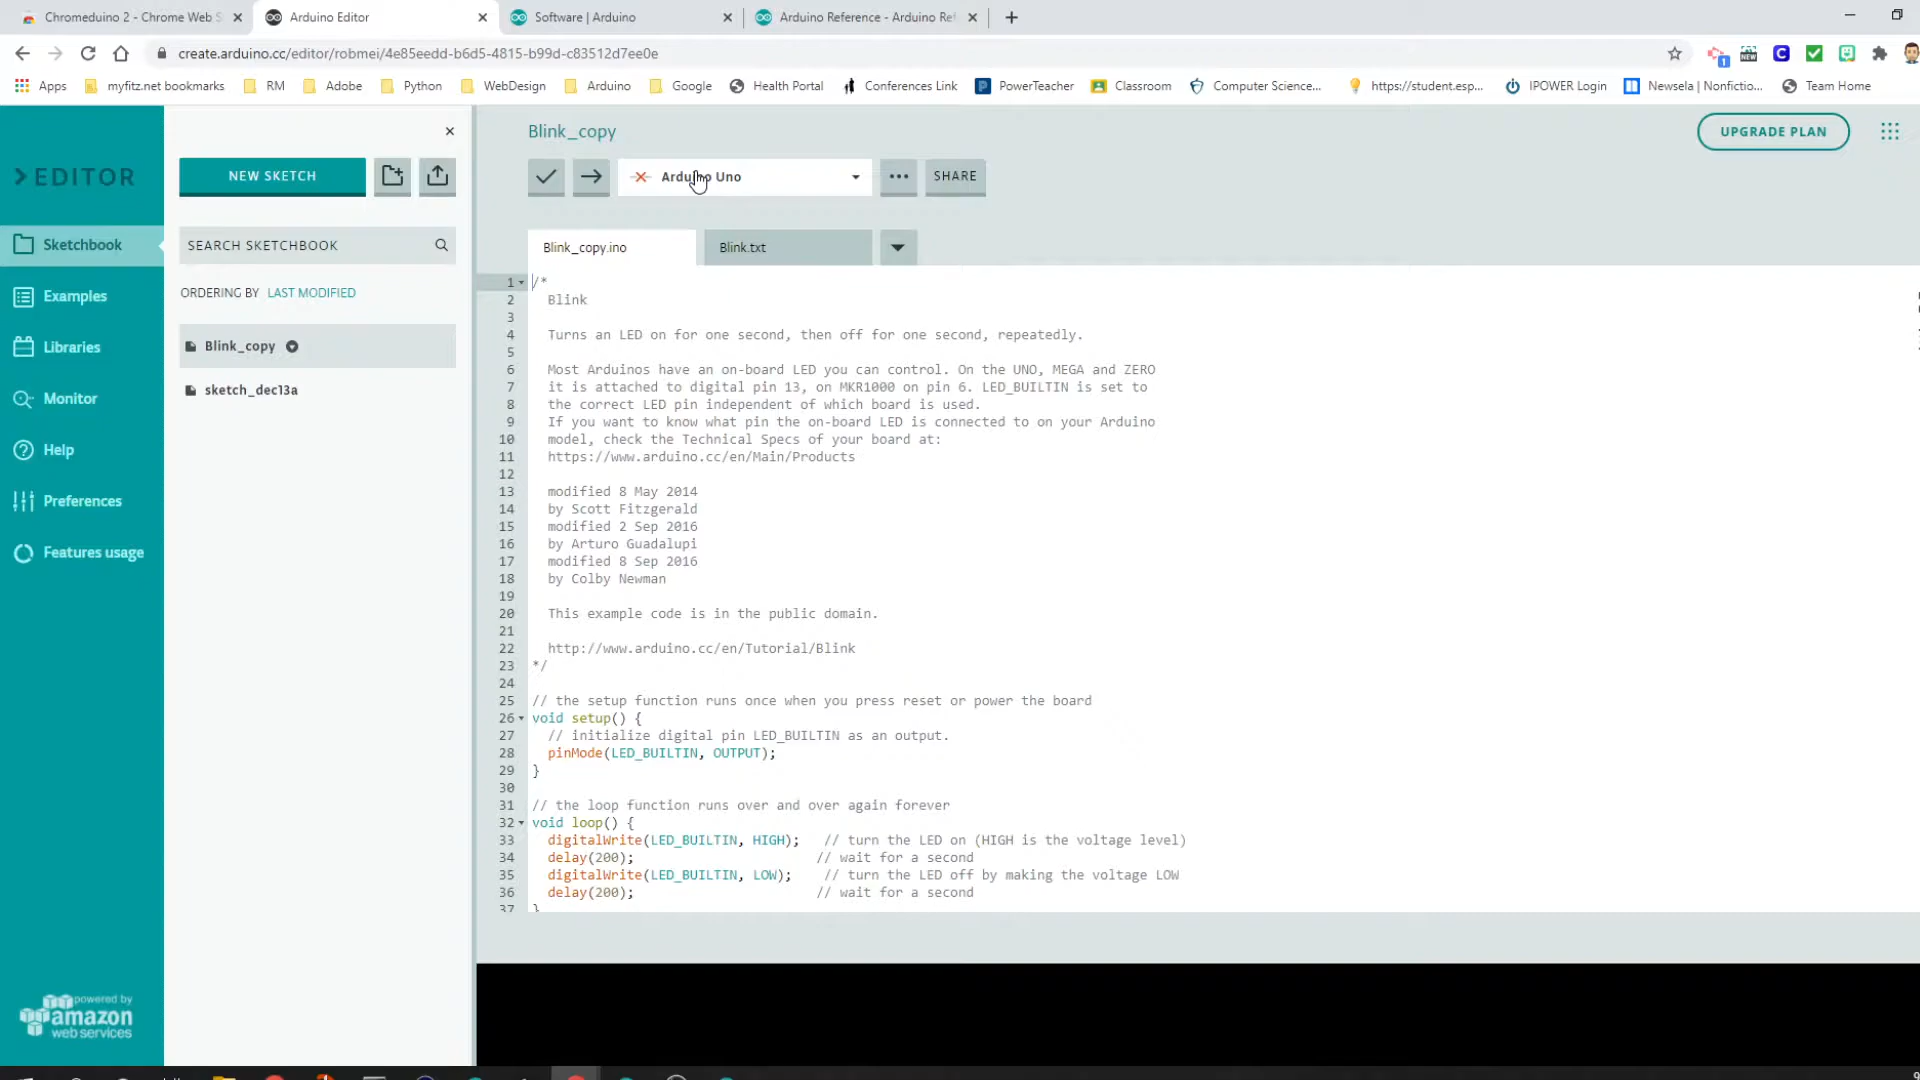 Chromeduino 2 - Chrome Web S
Arduino Editor
Software | Arduino
Arduino Reference - Arduino Ref
create.arduino.cc/editor/robmei/4e85eedd-b6d5-4815-b99d-c83512d7ee0e
1
NEW
Apps
myfitz.net bookmarks
RM
Adobe
Python
WebDesign
Arduino
Google
Health Portal
Conferences Link
PowerTeacher
Classroom
Computer Science...
https://student.esp...
IPOWER Login
Newsela | Nonfictio...
Team Home
EDITOR
Sketchbook
Examples
Libraries
Monitor
Help
Preferences
Features usage
powered by
amazon
web services
NEW SKETCH
SEARCH SKETCHBOOK
ORDERING BY LAST MODIFIED
Blink_copy
sketch_dec13a
Blink_copy
UPGRADE PLAN
Arduino Uno
SHARE
Blink_copy.ino
Blink.txt
1 /*
2 Blink
3
4 Turns an LED on for one second, then off for one second, repeatedly.
5
6 Most Arduinos have an on-board LED you can control. On the UNO, MEGA and ZERO
7 it is attached to digital pin 13, on MKR1000 on pin 6. LED_BUILTIN is set to
8 the correct LED pin independent of which board is used.
9 If you want to know what pin the on-board LED is connected to on your Arduino
10 model, check the Technical Specs of your board at:
11 https://www.arduino.cc/en/Main/Products
12
13 modified 8 May 2014
14 by Scott Fitzgerald
15 modified 2 Sep 2016
16 by Arturo Guadalupi
17 modified 8 Sep 2016
18 by Colby Newman
19
20 This example code is in the public domain.
21
22 http://www.arduino.cc/en/Tutorial/Blink
23 */
24
25 // the setup function runs once when you press reset or power the board
26 void setup() {
27 // initialize digital pin LED_BUILTIN as an output.
28 pinMode(LED_BUILTIN, OUTPUT);
29 }
30
31 // the loop function runs over and over again forever
32 void loop() {
33 digitalWrite(LED_BUILTIN, HIGH); // turn the LED on (HIGH is the voltage level)
34 delay(200); // wait for a second
35 digitalWrite(LED_BUILTIN, LOW); // turn the LED off by making the voltage LOW
36 delay(200); // wait for a second
37 }